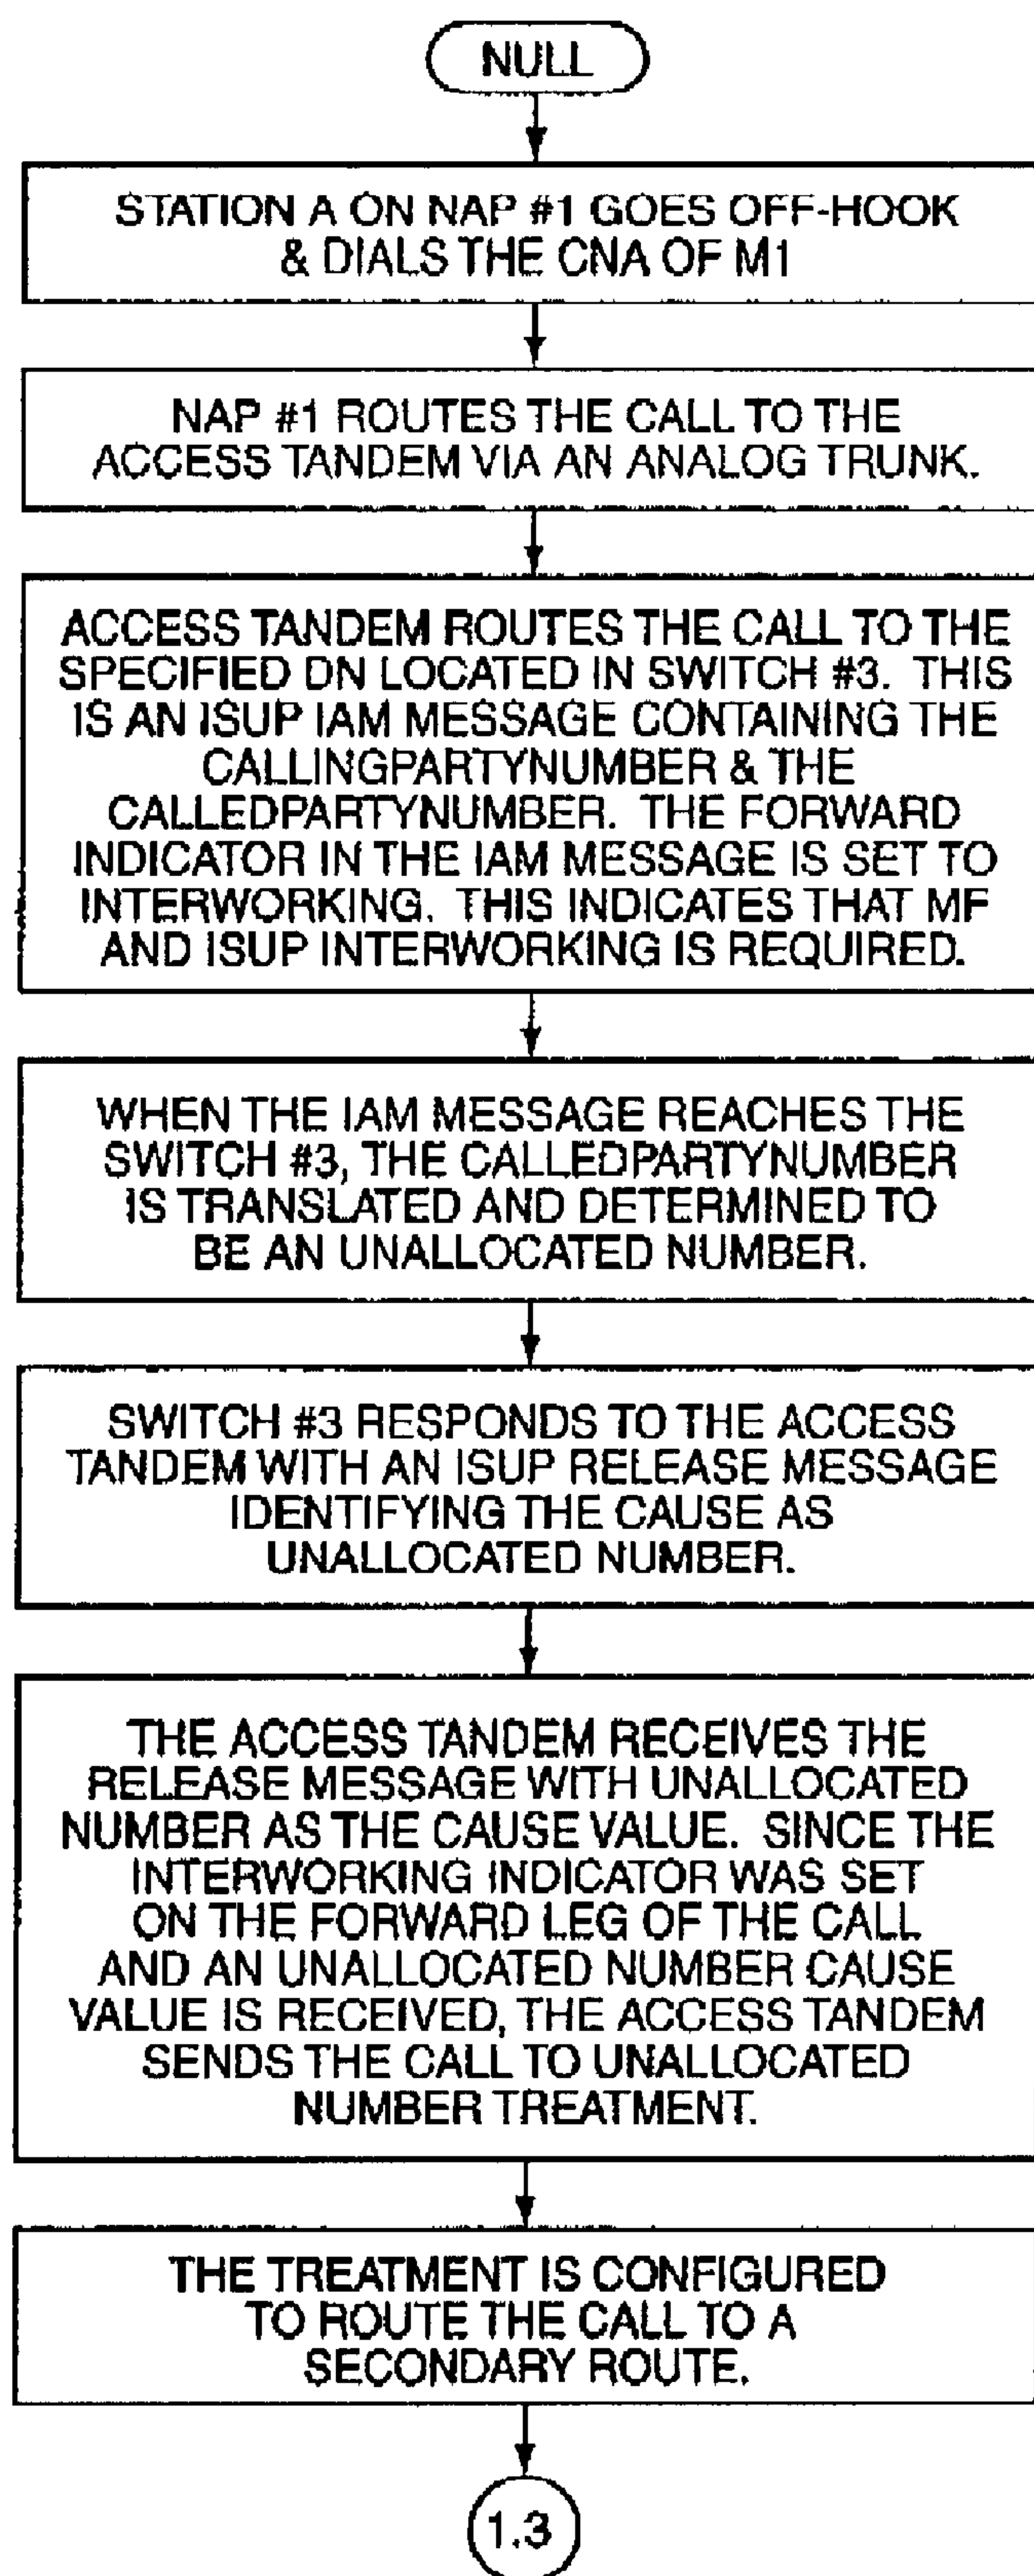 NULL
STATION A ON NAP #1 GOES OFF-HOOK
& DIALS THE CNA OF M1
NAP #1 ROUTES THE CALL TO THE
ACCESS TANDEM VIA AN ANALOG TRUNK.
ACCESS TANDEM ROUTES THE CALL TO THE
SPECIFIED DN LOCATED IN SWITCH #3. THIS
IS AN ISUP IAM MESSAGE CONTAINING THE
CALLINGPARTYNUMBER & THE
CALLEDPARTYNUMBER. THE FORWARD
INDICATOR IN THE IAM MESSAGE IS SET TO
INTERWORKING. THIS INDICATES THAT MF
AND ISUP INTERWORKING IS REQUIRED.
WHEN THE IAM MESSAGE REACHES THE
SWITCH #3, THE CALLEDPARTYNUMBER
IS TRANSLATED AND DETERMINED TO
BE AN UNALLOCATED NUMBER.
SWITCH #3 RESPONDS TO THE ACCESS
TANDEM WITH AN ISUP RELEASE MESSAGE
IDENTIFYING THE CAUSE AS
UNALLOCATED NUMBER.
THE ACCESS TANDEM RECEIVES THE
RELEASE MESSAGE WITH UNALLOCATED
NUMBER AS THE CAUSE VALUE. SINCE THE
INTERWORKING INDICATOR WAS SET
ON THE FORWARD LEG OF THE CALL
AND AN UNALLOCATED NUMBER CAUSE
VALUE IS RECEIVED, THE ACCESS TANDEM
SENDS THE CALL TO UNALLOCATED
NUMBER TREATMENT.
THE TREATMENT IS CONFIGURED
TO ROUTE THE CALL TO A
SECONDARY ROUTE.
1.3